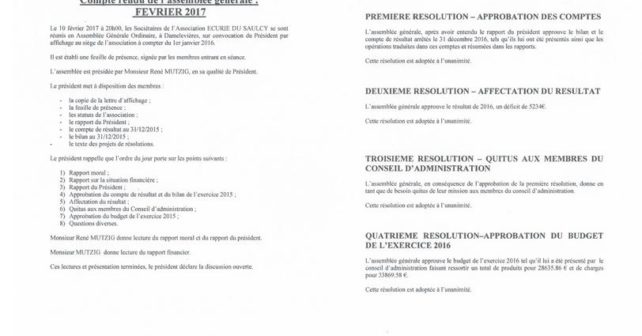 Compte rendu de l'assemblée générale :
FEVRIER 2017
Le 10 février 2017 à 20h00, les Sociétaires de l'Association ECURIE DU SAULCY se sont
réunis en Assemblée Générale Ordinaire, à Damelevières, sur convocation du Président par
affichage au siege de l'association à compter du 1er janvier 2016.
Il est établi une feuille de présence, signée par les membres entrant en séance.
L'assemblée est présidée par Monsieur René MUTZIG, en sa qualité de Président.
Le président met à disposition des membres :
- la copie de la lettre d'affichage ;
- la feuille de présence ;
- les statuts de l'association ;
- le rapport du Président ;
- le compte de résultat au 31/12/2015 ;
- le bilan au 31/12/2015 ;
- le texte des projets de résolutions.
Le président rappelle que l'ordre du jour porte sur les points suivants :
1) Rapport moral ;
2) Rapport sur la situation financière ;
3) Rapport du Président ;
4) Approbation du compte de résultat et du bilan de l'exercice 2015 ;
5) Affectation du résultat ;
6) Quitus aux membres du Conseil d'administration ;
7) Approbation du budget de l'exercice 2015 ;
8) Questions diverses.
Monsieur René MUTZIG donne lecture du rapport moral et du rapport du président.
Monsieur MUTZIG donne lecture du rapport financier.
Ces lectures et présentation terminées, le président déclare la discussion ouverte.
PREMIERE RESOLUTION – APPROBATION DES COMPTES
L'assemblée générale, après avoir entendu le rapport du président approuve le bilan et le
compte de résultat arrêtés le 31 décembre 2016, tels qu'ils lui ont été présentés ainsi que les
opérations traduites dans ces comptes et résumées dans les rapports.
Cette résolution est adoptée à l'unanimité.
DEUXIEME RESOLUTION – AFFECTATION DU RESULTAT
L'assemblée générale approuve le résultat de 2016, un déficit de 5234€.
Cette résolution est adoptée à l'unanimité.
TROISIEME RESOLUTION – QUITUS AUX MEMBRES DU
CONSEIL D'ADMINISTRATION
L'assemblée générale, en conséquence de l'approbation de la première résolution, donne en
tant que de besoin quitus de leur mission aux membres du conseil d'administration.
Cette résolution est adoptée à l'unanimité.
QUATRIEME RESOLUTION–APPROBATION DU BUDGET
DE L'EXERCICE 2016
L'assemblée générale approuve le budget de l'exercice 2016 tel qu'il lui a été présenté par le
conseil d'administration faisant ressortir un total de produits pour 28635.86 € et de charges
pour 33869.58 €.
Cette résolution est adoptée à l'unanimité.